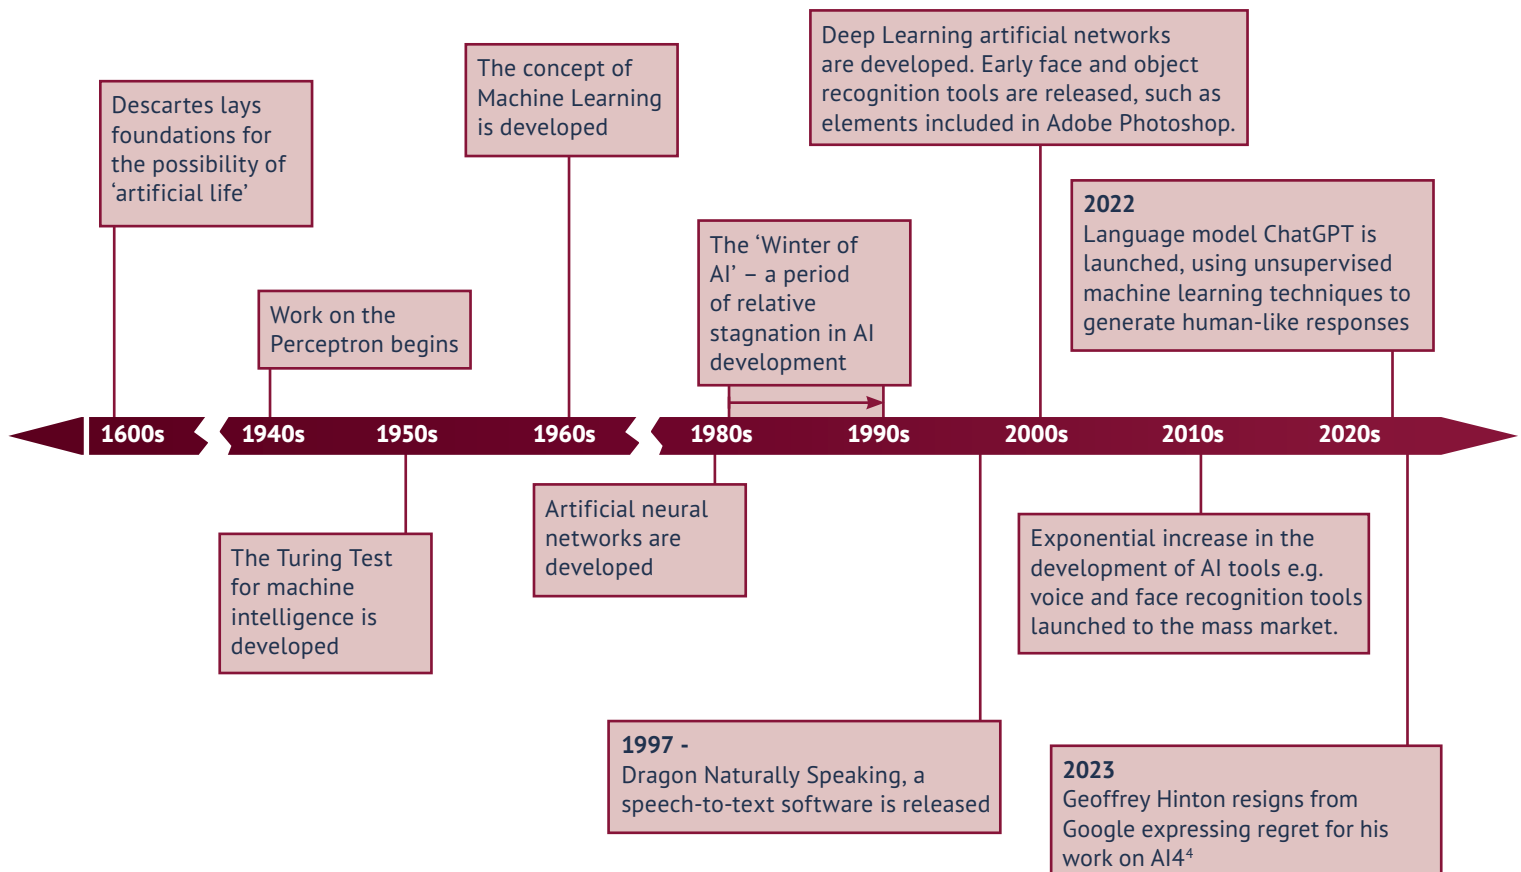 Deep Learning artificial networks
are developed. Early face and object
recognition tools are released, such as
elements included in Adobe Photoshop.
The concept of
Machine Learning
is developed
Descartes lays
foundations for
the possibility of
‘artificial life’
2022
Language model ChatGPT is
launched, using unsupervised
machine learning techniques to
generate human-like responses
The ‘Winter of
AI’ – a period
of relative
stagnation in AI
development
Work on the
Perceptron begins
1600s 1940s 1950s 1960s 1980s 1990s 2000s 2010s 2020s
Artificial neural
networks are
developed
The Turing Test
for machine
intelligence is
developed
Exponential increase in the
development of AI tools e.g.
voice and face recognition tools
launched to the mass market.
1997 -
Dragon Naturally Speaking, a
speech-to-text software is released
2023
Geoffrey Hinton resigns from
Google expressing regret for his
work on AI4⁴